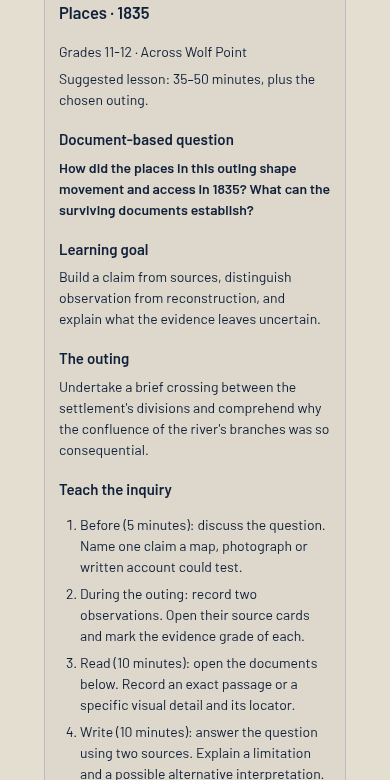 Places · 1835
Grades 11-12 · Across Wolf Point
Suggested lesson: 35–50 minutes, plus the
chosen outing.
Document-based question
How did the places in this outing shape
movement and access in 1835? What can the
surviving documents establish?
Learning goal
Build a claim from sources, distinguish
observation from reconstruction, and
explain what the evidence leaves uncertain.
The outing
Undertake a brief crossing between the
settlement's divisions and comprehend why
the confluence of the river's branches was so
consequential.
Teach the inquiry
1. Before (5 minutes): discuss the question.
Name one claim a map, photograph or
written account could test.
2. During the outing: record two
observations. Open their source cards
and mark the evidence grade of each.
3. Read (10 minutes): open the documents
below. Record an exact passage or a
specific visual detail and its locator.
4. Write (10 minutes): answer the question
using two sources. Explain a limitation
and a possible alternative interpretation.